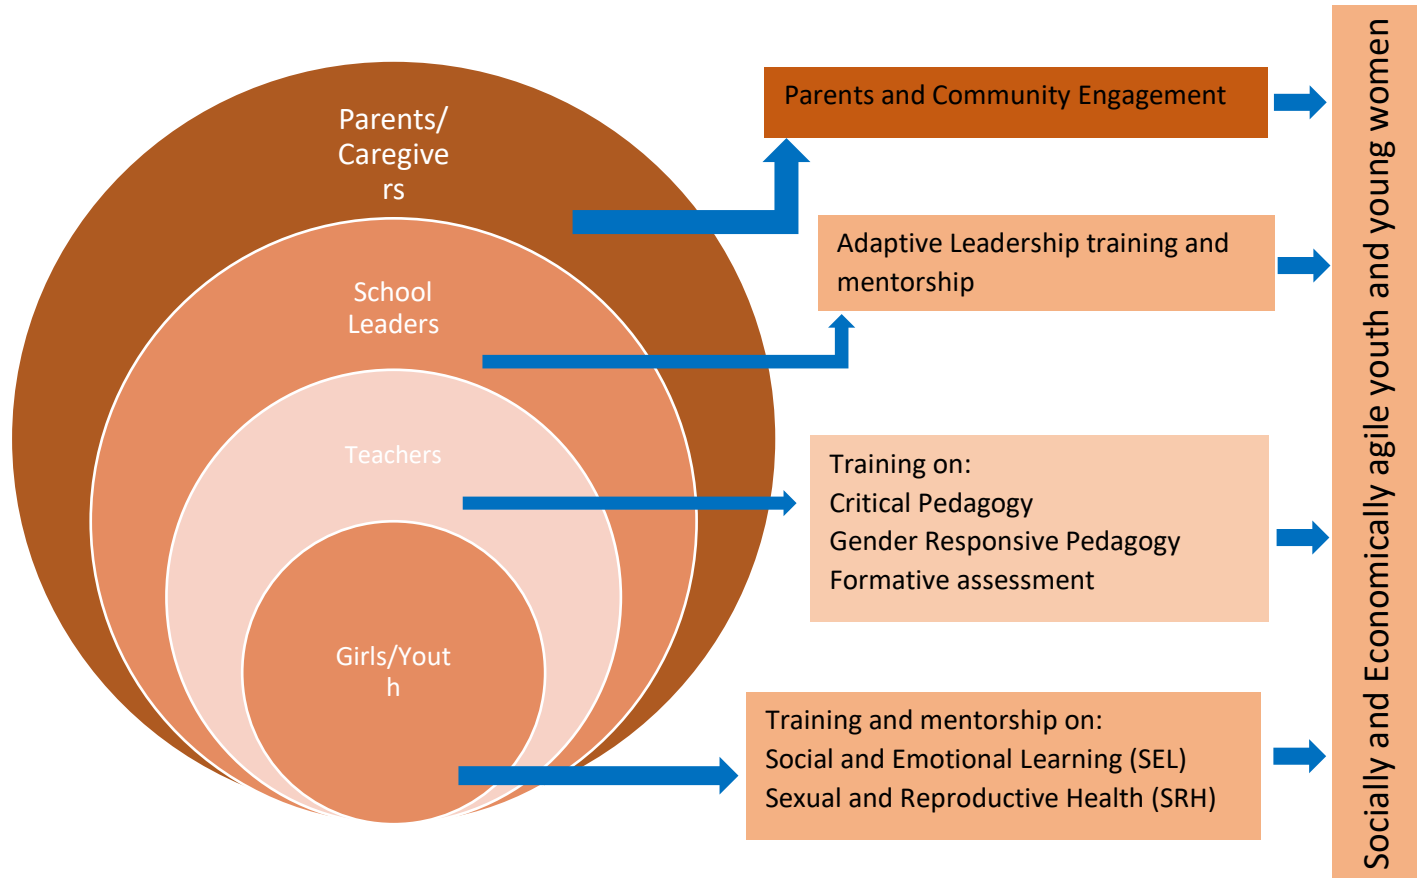 Parents/
Caregive
rs
School
Leaders
Teachers
Girls/Yout
h
Parents and Community Engagement
Adaptive Leadership training and
mentorship
Training on:
Critical Pedagogy
Gender Responsive Pedagogy
Formative assessment
Training and mentorship on:
Social and Emotional Learning (SEL)
Sexual and Reproductive Health (SRH)
Socially and Economically agile youth and young women